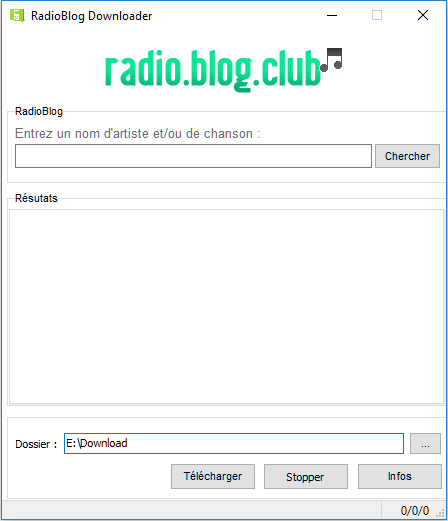 RadioBlog Downloader
radio.blog.club
RadioBlog
Entrez un nom d'artiste et/ou de chanson :
Chercher
Résutats
Dossier :
E:\Download
...
Télécharger
Stopper
Infos
0/0/0